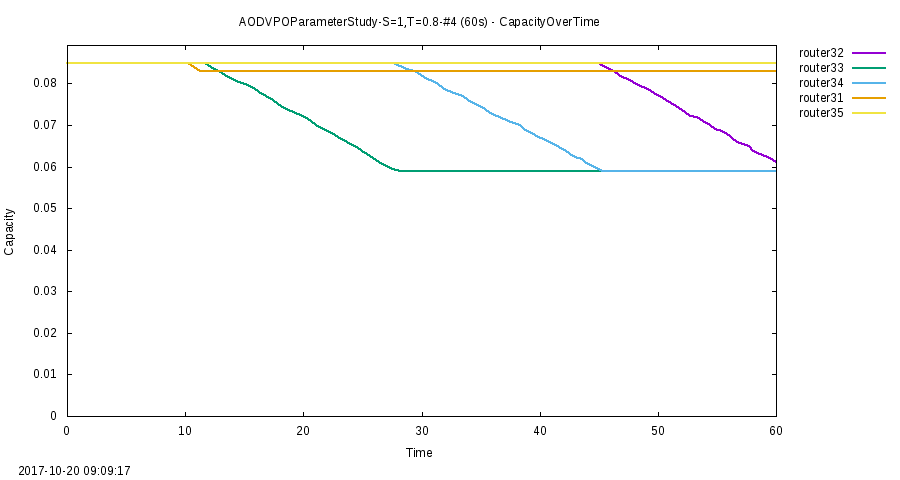 AODVPOParameterStudy-S=1,T=0.8-#4 (60s) - CapacityOverTime
router32
router33
router34
router31
router35
0.08
0.07
0.06
0.05
0.04
0.03
0.02
0.01
0
Capacity
0 10 20 30 40 50 60
Time
2017-10-20 09:09:17